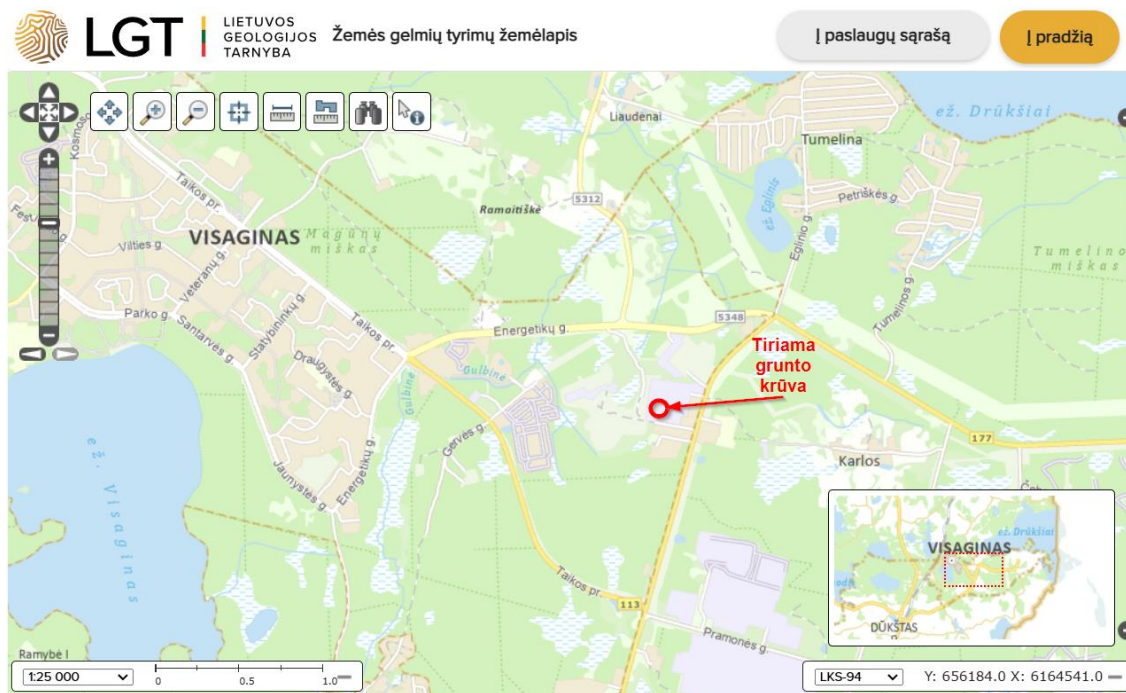 LGT
LIETUVOS
GEOLOGIJOS
TARNYBA
Žemės gelmių tyrimų žemėlapis
Į paslaugų sąrašą
Į pradžią
Kosmos
Taikos pr.
Liaudėnai
Tumelina
ež. Drūkšiai
Ramaitiškė
5312
ež. Eglinis
Petriškės g.
Eglinio g.
VISAGINAS
Magūnų
miškas
Vilties g.
Veteranų g.
Tumelino
miškas
Parko g.
Santarvės g.
Statybininkų g.
Taikos pr.
Energetikų g.
5348
Tumelinos g.
Tiriama
grunto
krūva
Draugystės g.
Gulbinė
Gulbinė
Gervės g.
177
Karlos
ež. Visaginas
Jaunystės g.
Energetikų g.
Taikos pr.
113
Pramonės g.
VISAGINAS
ež. Drūkšiai
DŪKŠTAS
Ramybė I
1:25 000
0 0.5 1.0
LKS-94
Y: 656184.0 X: 6164541.0